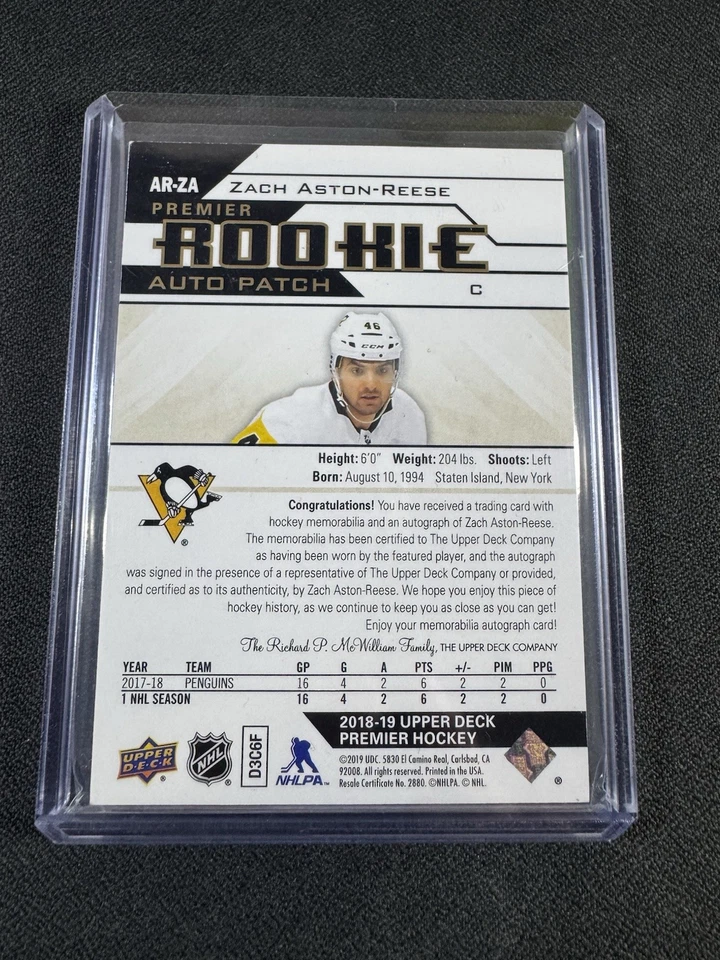 AR-ZA ZACH ASTON-REESE
PREMIER
ROOKIE
AUTO PATCH
C
46
CCM
Height: 6'0" Weight: 204 lbs. Shoots: Left
Born: August 10, 1994 Staten Island, New York
Congratulations! You have received a trading card with
hockey memorabilia and an autograph of Zach Aston-Reese.
The memorabilia has been certified to The Upper Deck Company
as having been worn by the featured player, and the autograph
was signed in the presence of a representative of The Upper Deck Company or provided,
and certified as to its authenticity, by Zach Aston-Reese. We hope you enjoy this piece of
hockey history, as we continue to keep you as close as you can get!
Enjoy your memorabilia autograph card!
The Richard P. McWilliam Family, THE UPPER DECK COMPANY
YEAR TEAM GP G A PTS +/- PIM PPG
2017-18 PENGUINS 16 4 2 6 2 2 0
1 NHL SEASON 16 4 2 6 2 2 0
2018-19 UPPER DECK
PREMIER HOCKEY
UPPER
DECK
®
NHL
®
D3C6F
NHLPA™
©2019 UDC. 5830 El Camino Real, Carlsbad, CA
92008. All rights reserved. Printed in the USA.
Resale Certificate No. 2880. ©NHLPA. © NHL.
®